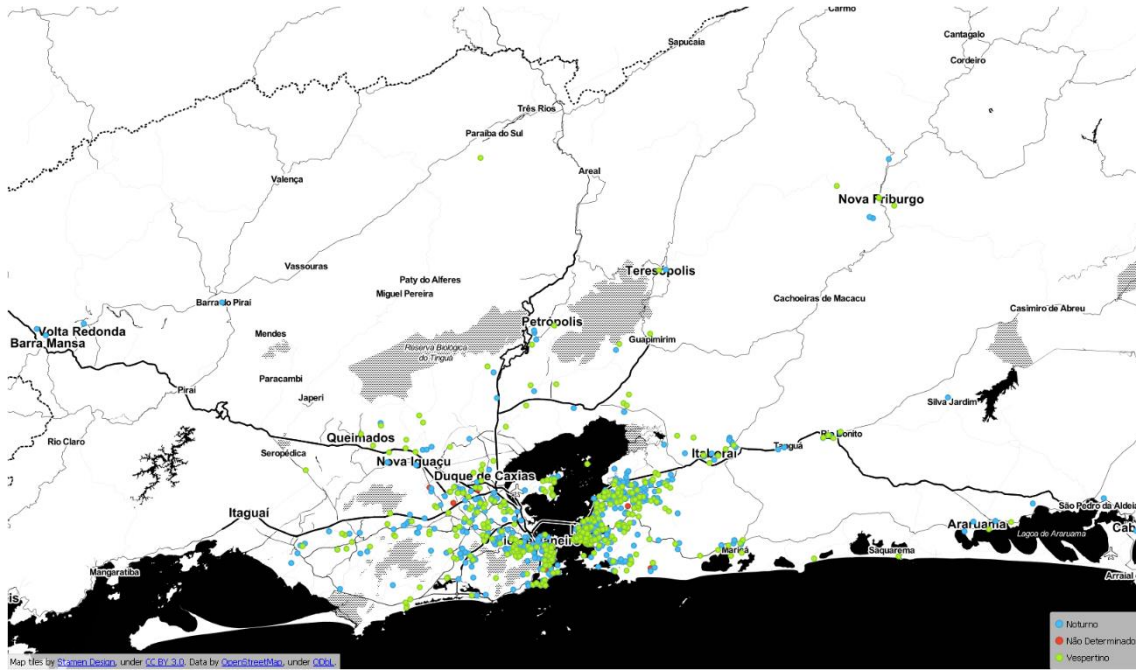 Carmo
Cantagalo
Sapucaia
Cordeiro
Três Rios
Paraíba do Sul
Areal
Valença
Nova Friburgo
Vassouras
Teresópolis
Paty do Alferes
Miguel Pereira
Cachoeiras de Macacu
Barra do Piraí
Casimiro de Abreu
Petrópolis
Volta Redonda
Mendes
Guapimirim
Barra Mansa
Reserva Biológica
do Tinguá
Paracambi
Piraí
Japeri
Silva Jardim
Queimados
Rio Bonito
Rio Claro
Tanguá
Seropédica
Itaboraí
Nova Iguaçu
Duque de Caxias
São Pedro da Aldeia
Itaguaí
Araruama
Cab
Lagoa de Araruama
Maricá
Saquarema
Mangaratiba
Arraial
is
Noturno
Não Determinado
Vespertino
Map tiles by Stamen Design, under CC BY 3.0. Data by OpenStreetMap, under ODbL.